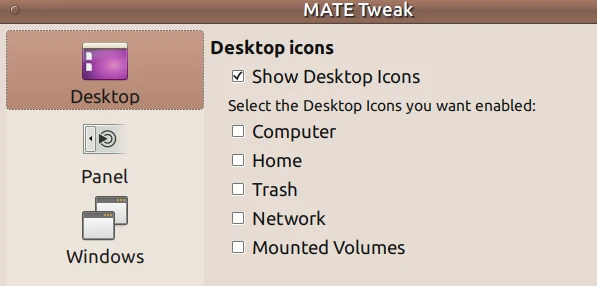 MATE Tweak
Desktop
Panel
Windows
Desktop icons
Show Desktop Icons
Select the Desktop Icons you want enabled:
Computer
Home
Trash
Network
Mounted Volumes